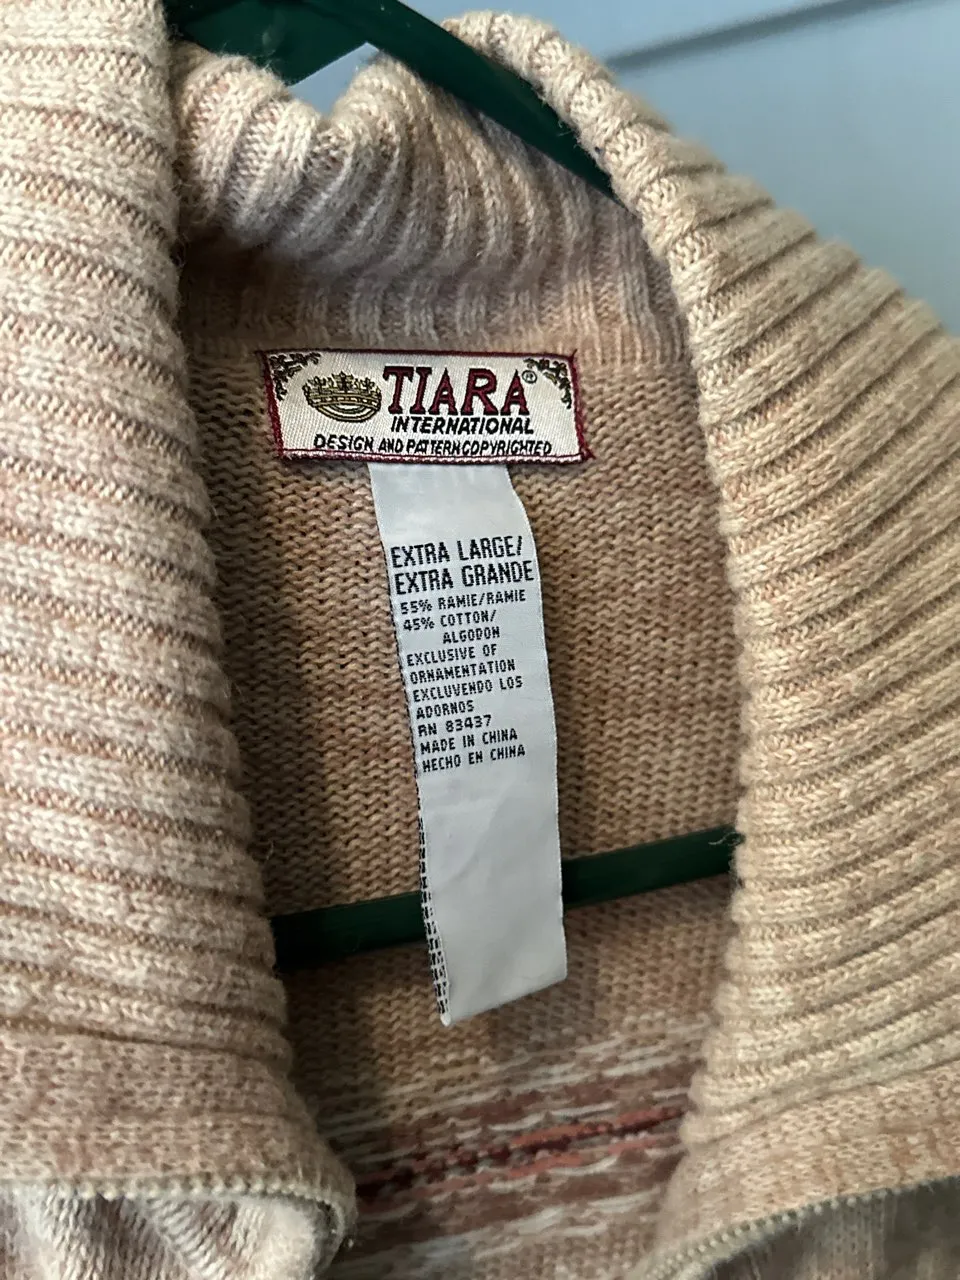 TIARA®
INTERNATIONAL
DESIGN AND PATTERN COPYRIGHTED
EXTRA LARGE/
EXTRA GRANDE
55% RAMIE/RAMIE
45% COTTON/
ALGODON
EXCLUSIVE OF
ORNAMENTATION
EXCLUVENDO LOS
ADORNOS
RN 83437
MADE IN CHINA
HECHO EN CHINA